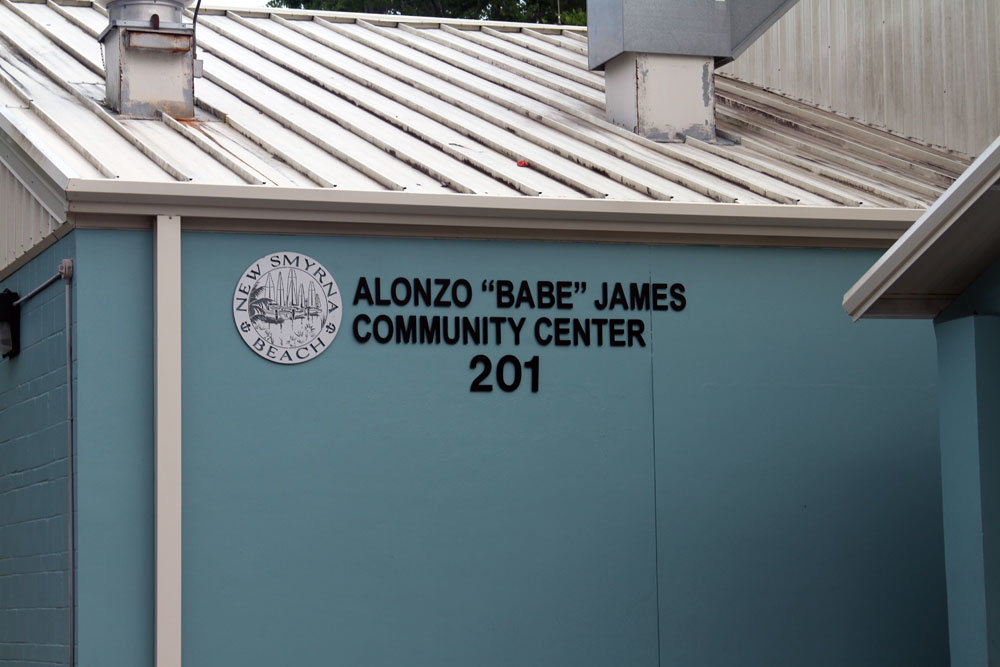 NEW SMYRNA
BEACH
ALONZO “BABE” JAMES
COMMUNITY CENTER
201